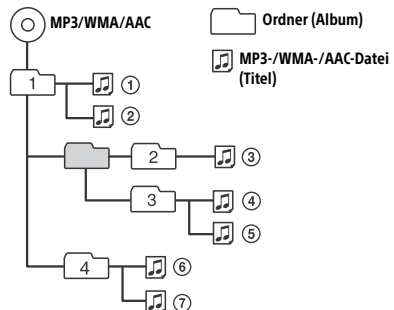 MP3/WMA/AAC
Ordner (Album)
MP3-/WMA-/AAC-Datei
(Titel)
1
①
②
2
③
3
④
⑤
4
⑥
⑦